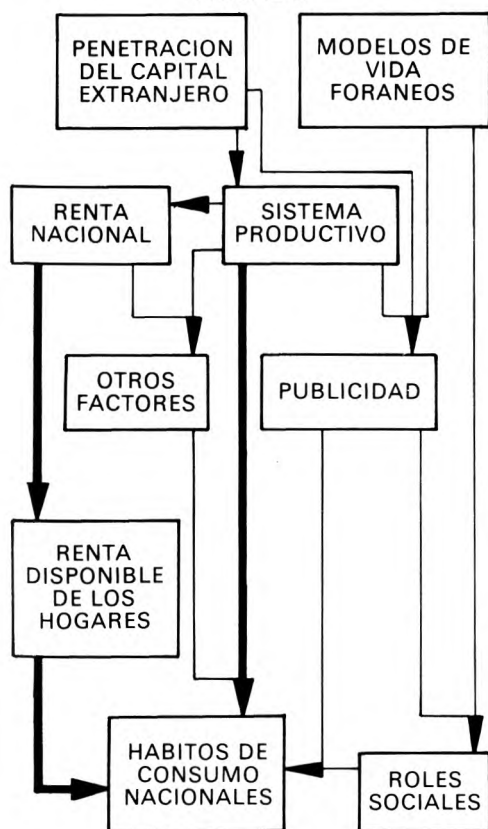 PENETRACION
DEL CAPITAL
EXTRANJERO
MODELOS DE
VIDA
FORANEOS
RENTA
NACIONAL
SISTEMA
PRODUCTIVO
OTROS
FACTORES
PUBLICIDAD
RENTA
DISPONIBLE
DE LOS
HOGARES
HABITOS DE
CONSUMO
NACIONALES
ROLES
SOCIALES